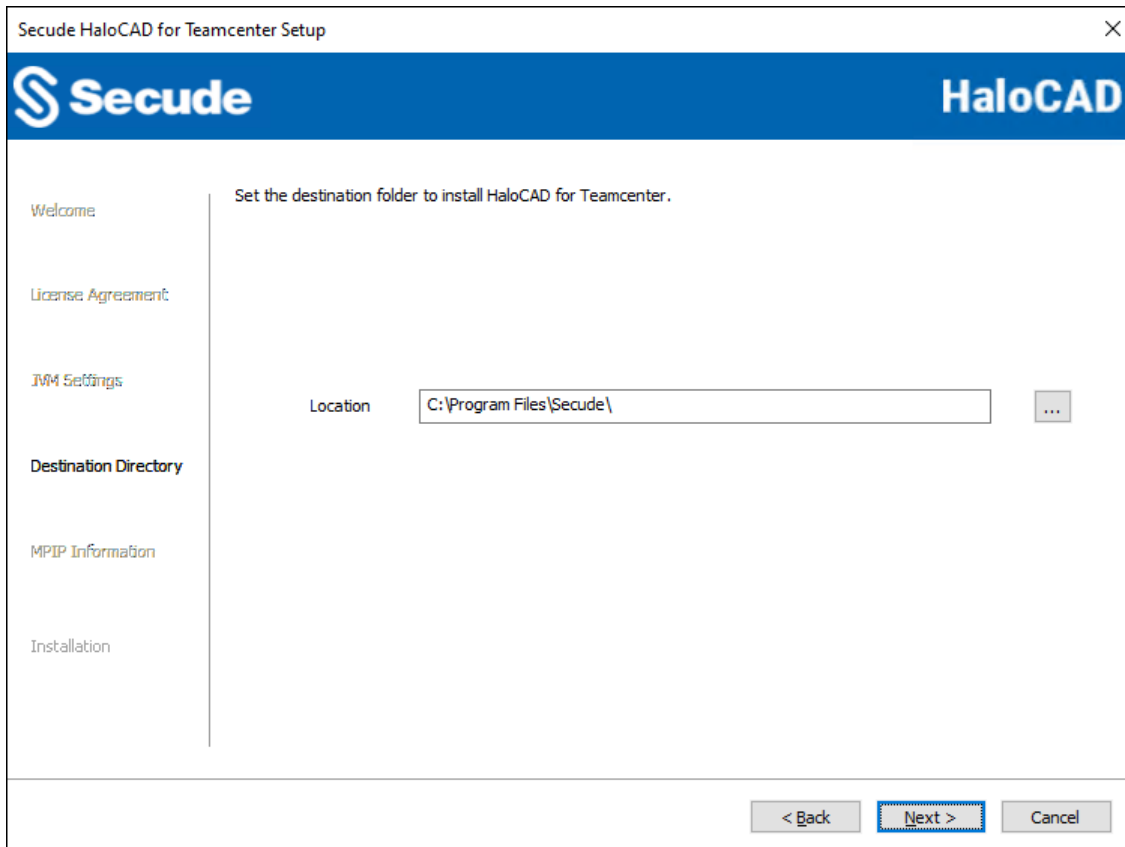 Secude HaloCAD for Teamcenter Setup
Secude
HaloCAD
Welcome
License Agreement
JVM Settings
Destination Directory
MPIP Information
Installation
Set the destination folder to install HaloCAD for Teamcenter.
Location
C:\Program Files\Secude\
...
< Back
Next >
Cancel